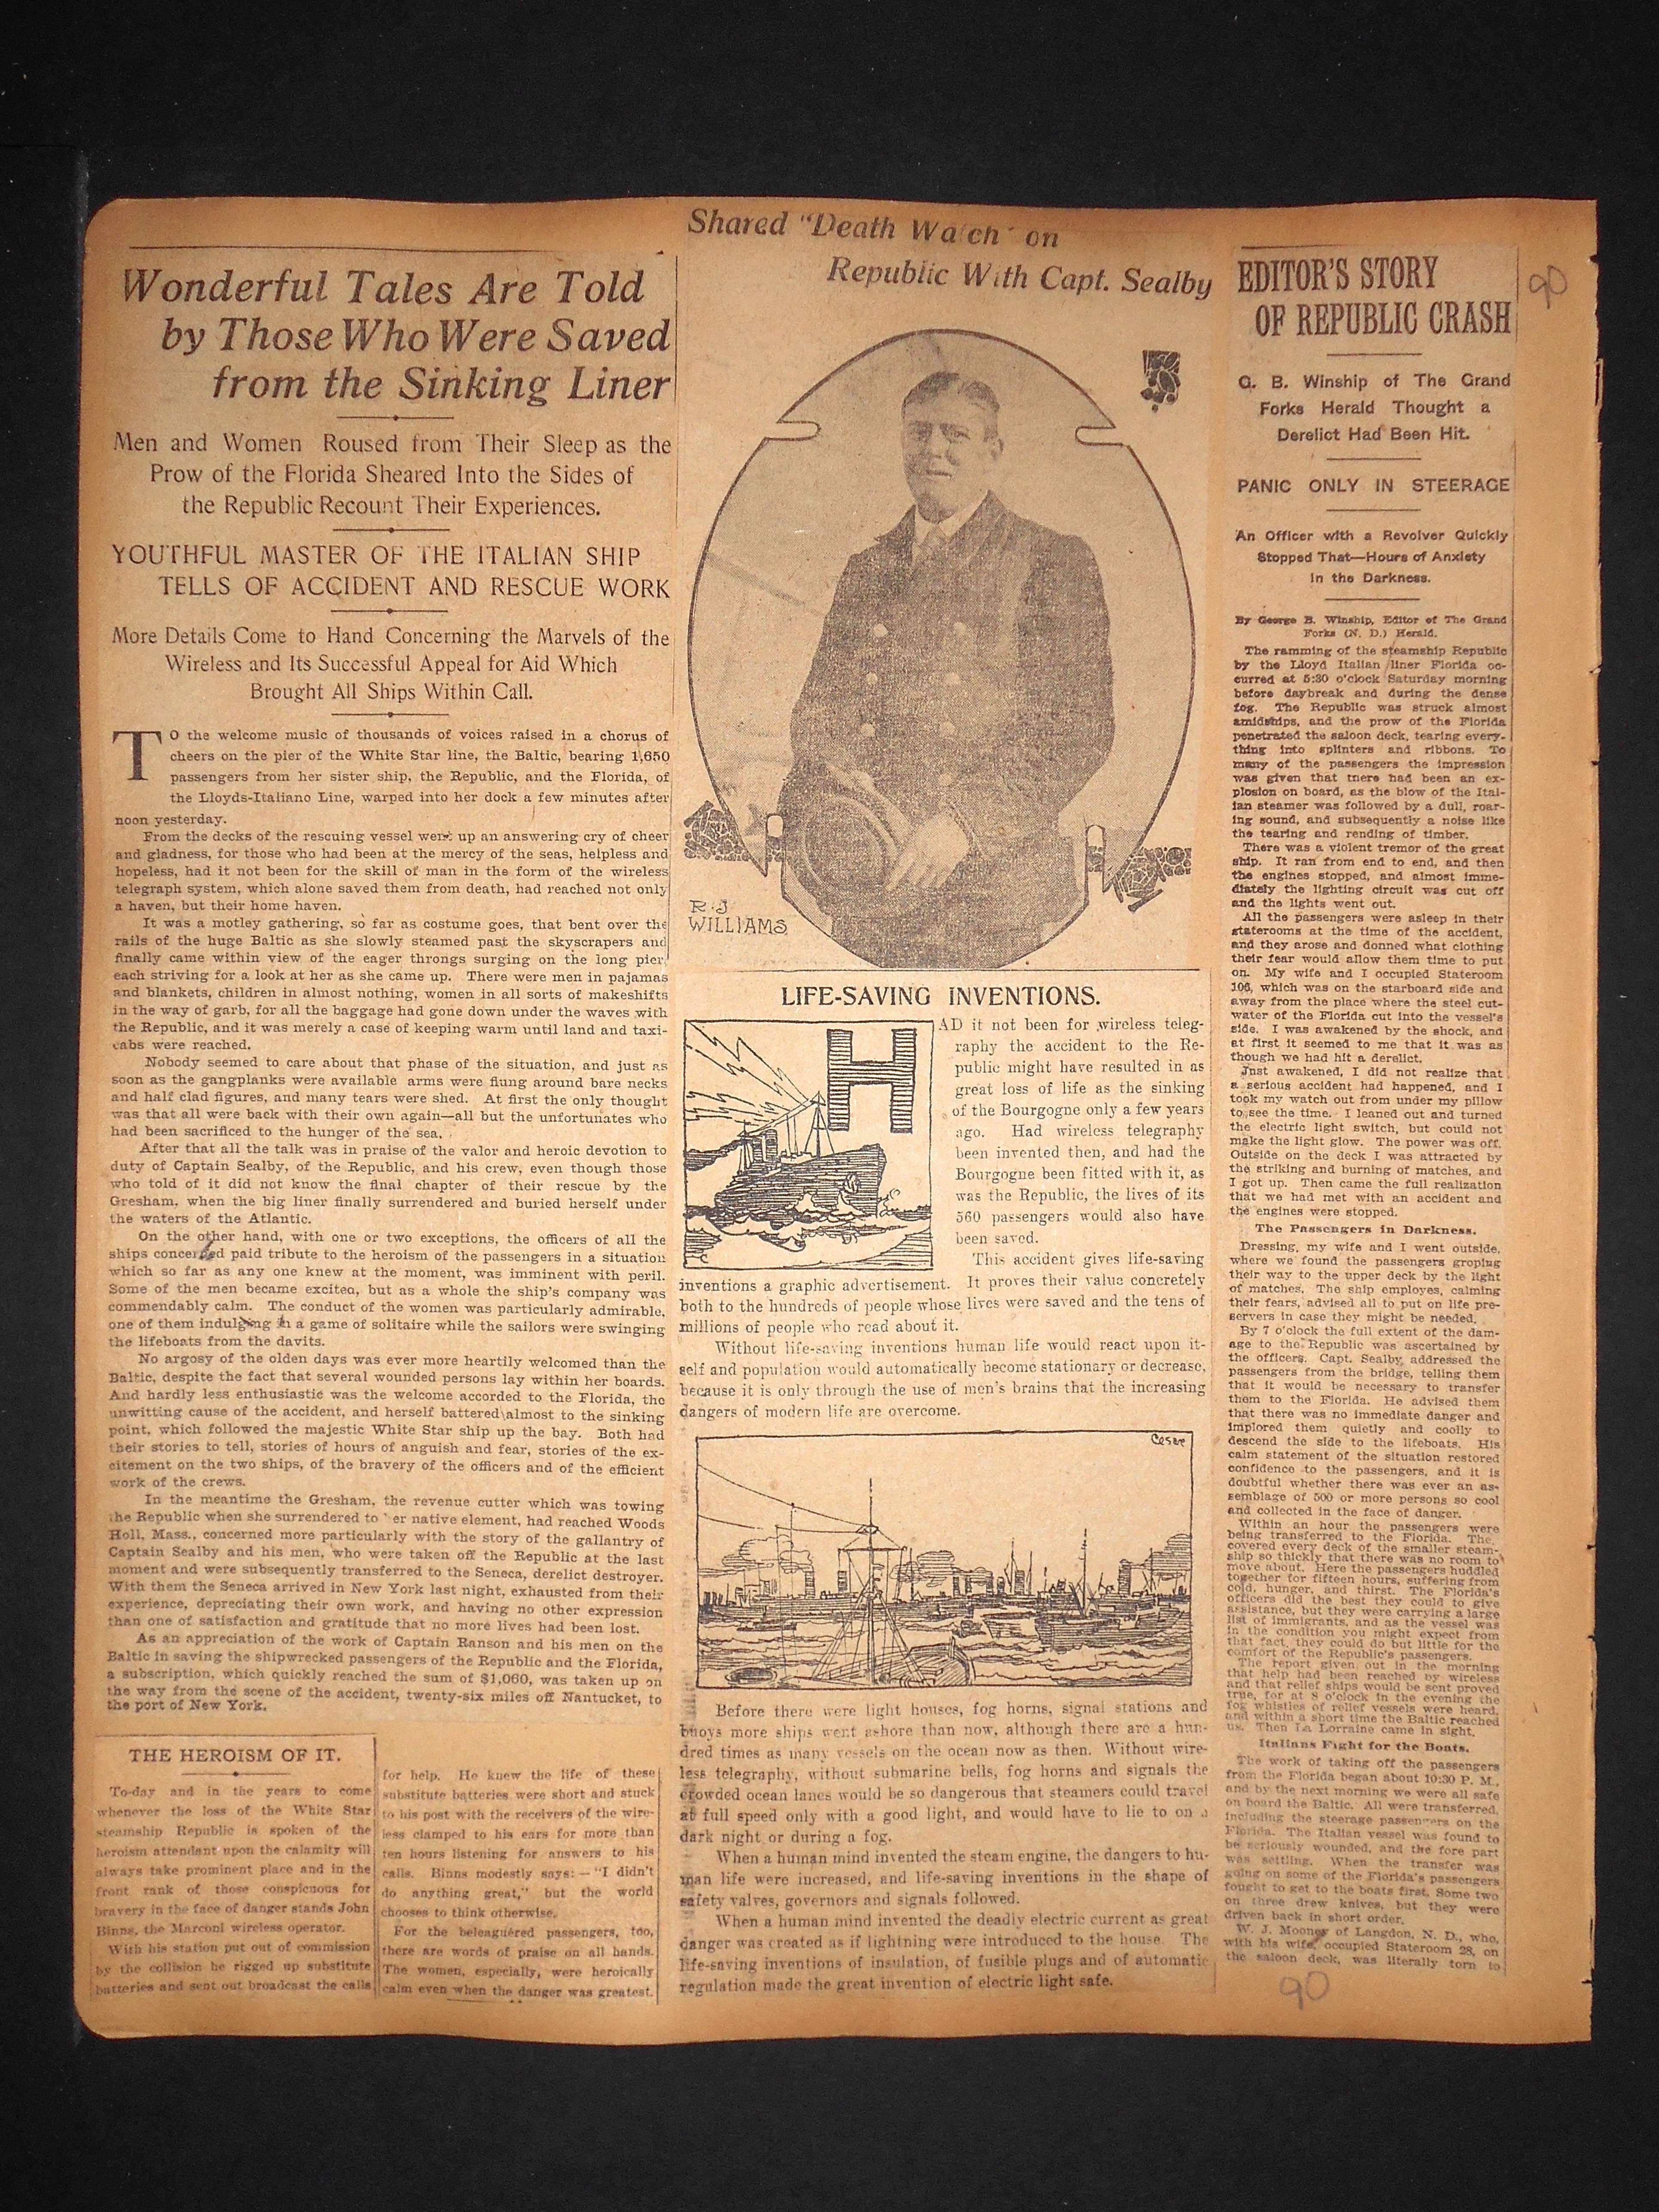 Wonderful Tales Are Told
by Those Who Were Saved
from the Sinking Liner
Men and Women Roused from Their Sleep as the
Prow of the Florida Sheared Into the Sides of
the Republic Recount Their Experiences.
YOUTHFUL MASTER OF THE ITALIAN SHIP
TELLS OF ACCIDENT AND RESCUE WORK
More Details Come to Hand Concerning the Marvels of the
Wireless and Its Successful Appeal for Aid Which
Brought All Ships Within Call.
TO the welcome music of thousands of voices raised in a chorus of
cheers on the pier of the White Star line, the Baltic, bearing 1,650
passengers from her sister ship, the Republic, and the Florida, of
the Lloyds-Italiano Line, warped into her dock a few minutes after
noon yesterday.
From the decks of the rescuing vessel went up an answering cry of cheer
and gladness, for those who had been at the mercy of the seas, helpless and
hopeless, had it not been for the skill of man in the form of the wireless
telegraph system, which alone saved them from death, had reached not only
a haven, but their home haven.
It was a motley gathering, so far as costume goes, that bent over the
rails of the huge Baltic as she slowly steamed past the skyscrapers and
finally came within view of the eager throngs surging on the long pier,
each striving for a look at her as she came up. There were men in pajamas
and blankets, children in almost nothing, women in all sorts of makeshifts
in the way of garb, for all the baggage had gone down under the waves with
the Republic, and it was merely a case of keeping warm until land and taxi-
cabs were reached.
Nobody seemed to care about that phase of the situation, and just as
soon as the gangplanks were available arms were flung around bare necks
and half clad figures, and many tears were shed. At first the only thought
was that all were back with their own again—all but the unfortunates who
had been sacrificed to the hunger of the sea.
After that all the talk was in praise of the valor and heroic devotion to
duty of Captain Sealby, of the Republic, and his crew, even though those
who told of it did not know the final chapter of their rescue by the
Gresham, when the big liner finally surrendered and buried herself under
the waters of the Atlantic.
On the other hand, with one or two exceptions, the officers of all the
ships concerned paid tribute to the heroism of the passengers in a situation
which so far as any one knew at the moment, was imminent with peril.
Some of the men became excited, but as a whole the ship's company was
commendably calm. The conduct of the women was particularly admirable,
one of them indulging in a game of solitaire while the sailors were swinging
the lifeboats from the davits.
No argosy of the olden days was ever more heartily welcomed than the
Baltic, despite the fact that several wounded persons lay within her boards.
And hardly less enthusiastic was the welcome accorded to the Florida, the
unwitting cause of the accident, and herself battered almost to the sinking
point, which followed the majestic White Star ship up the bay. Both had
their stories to tell, stories of hours of anguish and fear, stories of the ex-
citement on the two ships, of the bravery of the officers and of the efficient
work of the crews.
In the meantime the Gresham, the revenue cutter which was towing
the Republic when she surrendered to er native element, had reached Woods
Holl, Mass., concerned more particularly with the story of the gallantry of
Captain Sealby and his men, who were taken off the Republic at the last
moment and were subsequently transferred to the Seneca, derelict destroyer.
With them the Seneca arrived in New York last night, exhausted from their
experience, depreciating their own work, and having no other expression
than one of satisfaction and gratitude that no more lives had been lost.
As an appreciation of the work of Captain Ranson and his men on the
Baltic in saving the shipwrecked passengers of the Republic and the Florida,
a subscription, which quickly reached the sum of $1,060, was taken up on
the way from the scene of the accident, twenty-six miles off Nantucket, to
the port of New York.
THE HEROISM OF IT.
To-day and in the years to come
whenever the loss of the White Star
steamship Republic is spoken of the
heroism attendant upon the calamity will
always take prominent place and in the
front rank of those conspicuous for
bravery in the face of danger stands John
Binns, the Marconi wireless operator.
With his station put out of commission
by the collision he rigged up substitute
batteries and sent out broadcast the calls
for help. He knew the life of these
substitute batteries were short and stuck
to his post with the receivers of the wire-
less clamped to his ears for more than
ten hours listening for answers to his
calls. Binns modestly says:—"I didn't
do anything great," but the world
chooses to think otherwise.
For the beleaguered passengers, too,
there are words of praise on all hands.
The women, especially, were heroically
calm even when the danger was greatest.
Shared "Death Watch" on
Republic With Capt. Sealby
R. J.
WILLIAMS
LIFE-SAVING INVENTIONS.
HAD it not been for wireless teleg-
raphy the accident to the Re-
public might have resulted in as
great loss of life as the sinking
of the Bourgogne only a few years
ago. Had wireless telegraphy
been invented then, and had the
Bourgogne been fitted with it, as
was the Republic, the lives of its
560 passengers would also have
been saved.
This accident gives life-saving
inventions a graphic advertisement. It proves their value concretely
both to the hundreds of people whose lives were saved and the tens of
millions of people who read about it.
Without life-saving inventions human life would react upon it-
self and population would automatically become stationary or decrease,
because it is only through the use of men's brains that the increasing
dangers of modern life are overcome.
Cesare
Before there were light houses, fog horns, signal stations and
buoys more ships went ashore than now, although there are a hun-
dred times as many vessels on the ocean now as then. Without wire-
less telegraphy, without submarine bells, fog horns and signals the
crowded ocean lanes would be so dangerous that steamers could travel
at full speed only with a good light, and would have to lie to on a
dark night or during a fog.
When a human mind invented the steam engine, the dangers to hu-
man life were increased, and life-saving inventions in the shape of
safety valves, governors and signals followed.
When a human mind invented the deadly electric current as great
danger was created as if lightning were introduced to the house. The
life-saving inventions of insulation, of fusible plugs and of automatic
regulation made the great invention of electric light safe.
EDITOR'S STORY
OF REPUBLIC CRASH
90
G. B. Winship of The Grand
Forks Herald Thought a
Derelict Had Been Hit.
PANIC ONLY IN STEERAGE
An Officer with a Revolver Quickly
Stopped That—Hours of Anxiety
in the Darkness.
By George B. Winship, Editor of The Grand
Forks (N. D.) Herald.
The ramming of the steamship Republic
by the Lloyd Italian liner Florida oc-
curred at 5:30 o'clock Saturday morning
before daybreak and during the dense
fog. The Republic was struck almost
amidships, and the prow of the Florida
penetrated the saloon deck, tearing every-
thing into splinters and ribbons. To
many of the passengers the impression
was given that there had been an ex-
plosion on board, as the blow of the Ital-
ian steamer was followed by a dull, roar-
ing sound, and subsequently a noise like
the tearing and rending of timber.
There was a violent tremor of the great
ship. It ran from end to end, and then
the engines stopped, and almost imme-
diately the lighting circuit was cut off
and the lights went out.
All the passengers were asleep in their
staterooms at the time of the accident,
and they arose and donned what clothing
their fear would allow them time to put
on. My wife and I occupied Stateroom
106, which was on the starboard side and
away from the place where the steel cut-
water of the Florida cut into the vessel's
side. I was awakened by the shock, and
at first it seemed to me that it was as
though we had hit a derelict.
Just awakened, I did not realize that
a serious accident had happened, and I
took my watch out from under my pillow
to see the time. I leaned out and turned
the electric light switch, but could not
make the light glow. The power was off.
Outside on the deck I was attracted by
the striking and burning of matches, and
I got up. Then came the full realization
that we had met with an accident and
the engines were stopped.
The Passengers in Darkness.
Dressing, my wife and I went outside,
where we found the passengers groping
their way to the upper deck by the light
of matches. The ship employes, calming
their fears, advised all to put on life pre-
servers in case they might be needed.
By 7 o'clock the full extent of the dam-
age to the Republic was ascertained by
the officers. Capt. Sealby addressed the
passengers from the bridge, telling them
that it would be necessary to transfer
them to the Florida. He advised them
that there was no immediate danger and
implored them quietly and coolly to
descend the side to the lifeboats. His
calm statement of the situation restored
confidence to the passengers, and it is
doubtful whether there was ever an as-
semblage of 500 or more persons so cool
and collected in the face of danger.
Within an hour the passengers were
being transferred to the Florida. The
covered every deck of the smaller steam-
ship so thickly that there was no room to
move about. Here the passengers huddled
together for fifteen hours, suffering from
cold, hunger, and thirst. The Florida's
officers did the best they could to give
assistance, but they were carrying a large
list of immigrants, and as the vessel was
in the condition you might expect from
that fact, they could do but little for the
comfort of the Republic's passengers.
The report given out in the morning
that help had been reached by wireless
and that relief ships would be sent proved
true, for at 8 o'clock in the evening the
fog whistles of relief vessels were heard,
and within a short time the Baltic reached
us. Then La Lorraine came in sight.
Italians Fight for the Boats.
The work of taking off the passengers
from the Florida began about 10:30 P. M.,
and by the next morning we were all safe
on board the Baltic. All were transferred,
including the steerage passengers on the
Florida. The Italian vessel was found to
be seriously wounded, and the fore part
was settling. When the transfer was
going on some of the Florida's passengers
fought to get to the boats first. Some two
on three drew knives, but they were
driven back in short order.
W. J. Mooney of Langdon, N. D., who,
with his wife, occupied Stateroom 28, on
the saloon deck, was literally torn to
90